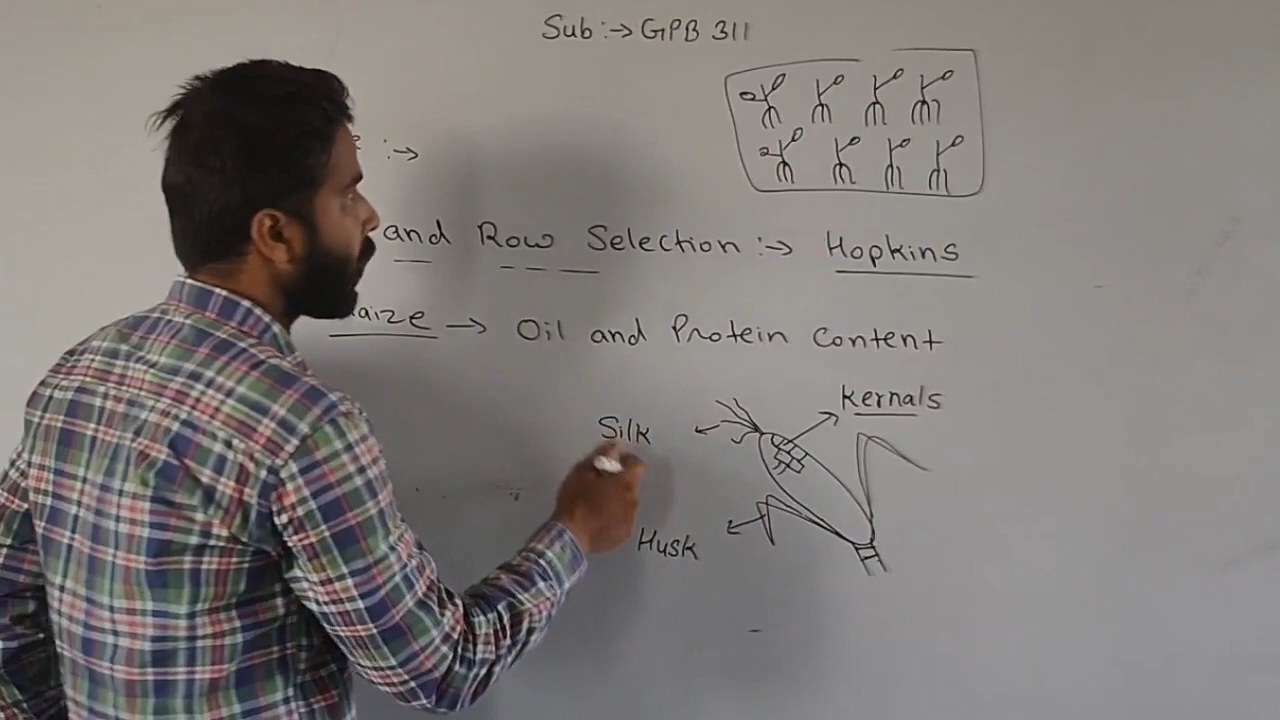 Sub :→ GPB 311
:→
and Row Selection :→ Hopkins
aize → Oil and Protein Content
Kernals
Silk
Husk